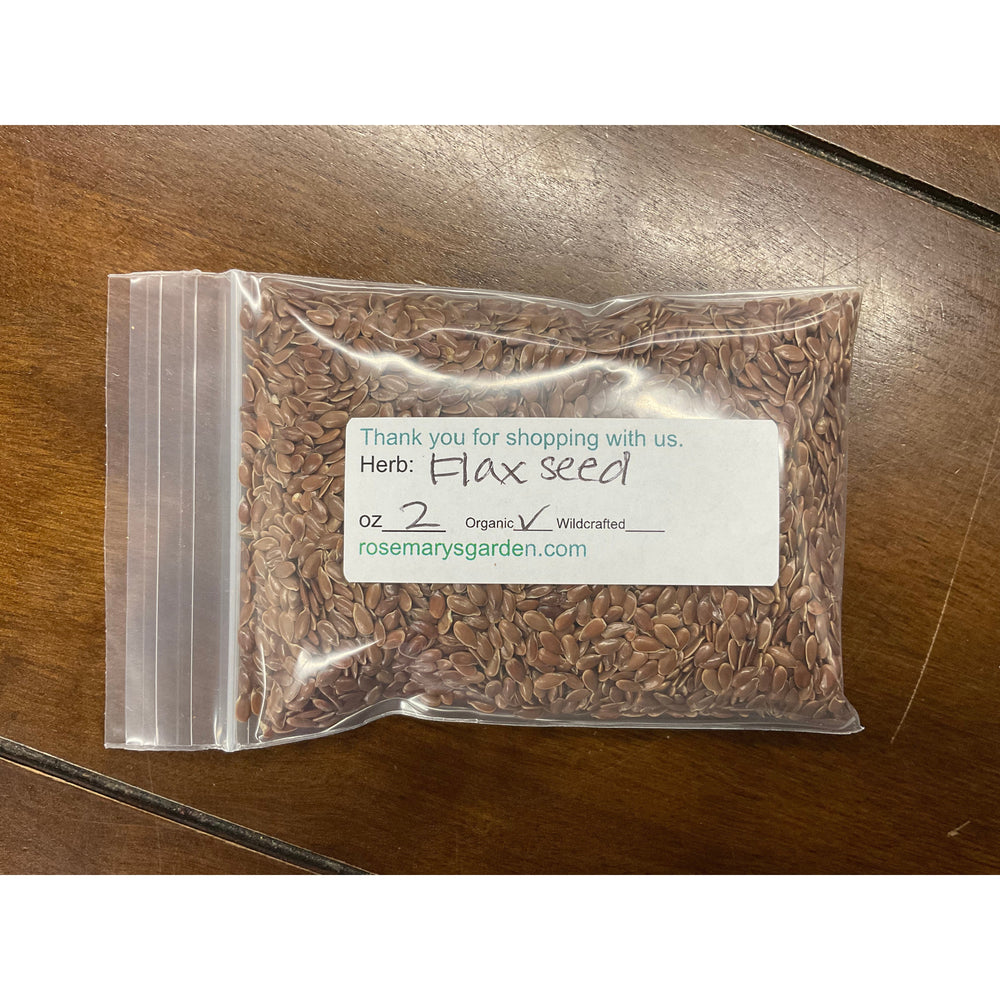 Thank you for shopping with us.
Herb: Flax seed
oz 2 Organic ✓ Wildcrafted
rosemarysgarden.com